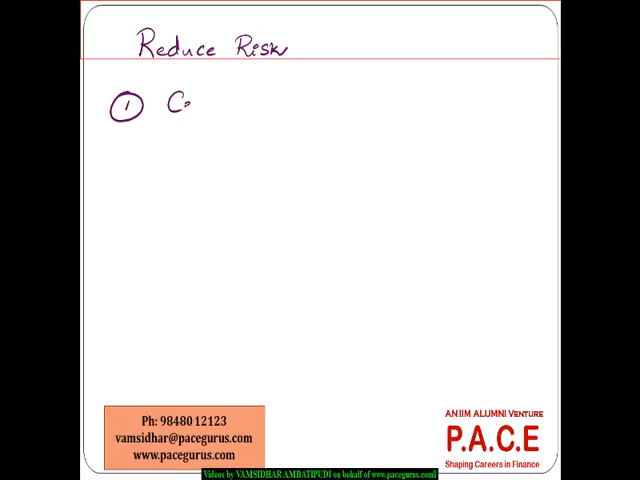 Reduce Risk
1
Ph: 98480 12123
vamsidhar@pacegurus.com
www.pacegurus.com
AN IIM ALUMNI VENTURE
P.A.C.E
Shaping Careers in Finance
Videos by VAMSIDHAR AMBATIPUDI on behalf of www.pacegurus.com